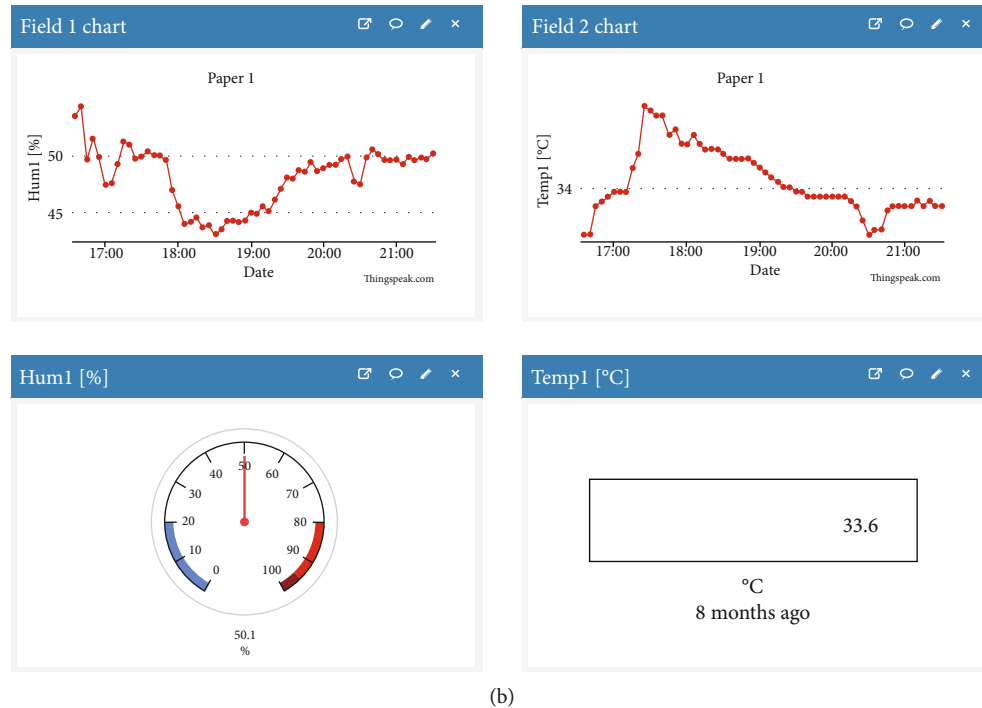 Field 1 chart
Paper 1
Hum1 [%]
50
45
17:00 18:00 19:00 20:00 21:00
Date
Thingspeak.com
Field 2 chart
Paper 1
Temp1 [°C]
34
17:00 18:00 19:00 20:00 21:00
Date
Thingspeak.com
Hum1 [%]
50
40 60
30 70
20 80
10 90
0 100
50.1
%
Temp1 [°C]
33.6
°C
8 months ago
(b)